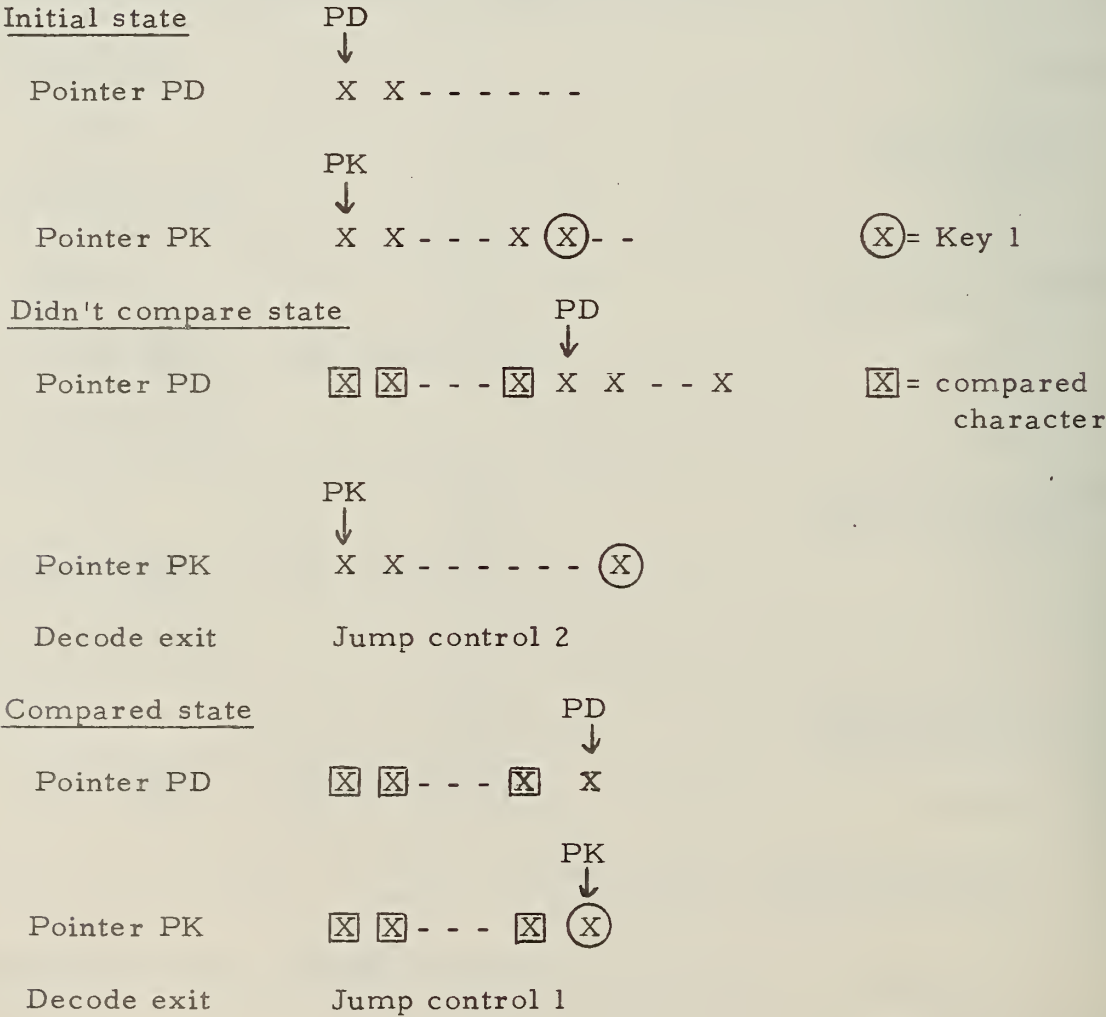 Initial state PD
Pointer PD X X - - - - - -
PK
Pointer PK X X - - - X X - - X = Key 1
Didn't compare state PD
Pointer PD X X - - - X X X - - X X = compared
character
PK
Pointer PK X X - - - - - - X
Decode exit Jump control 2
Compared state PD
Pointer PD X X - - - X X
PK
Pointer PK X X - - - X X
Decode exit Jump control 1